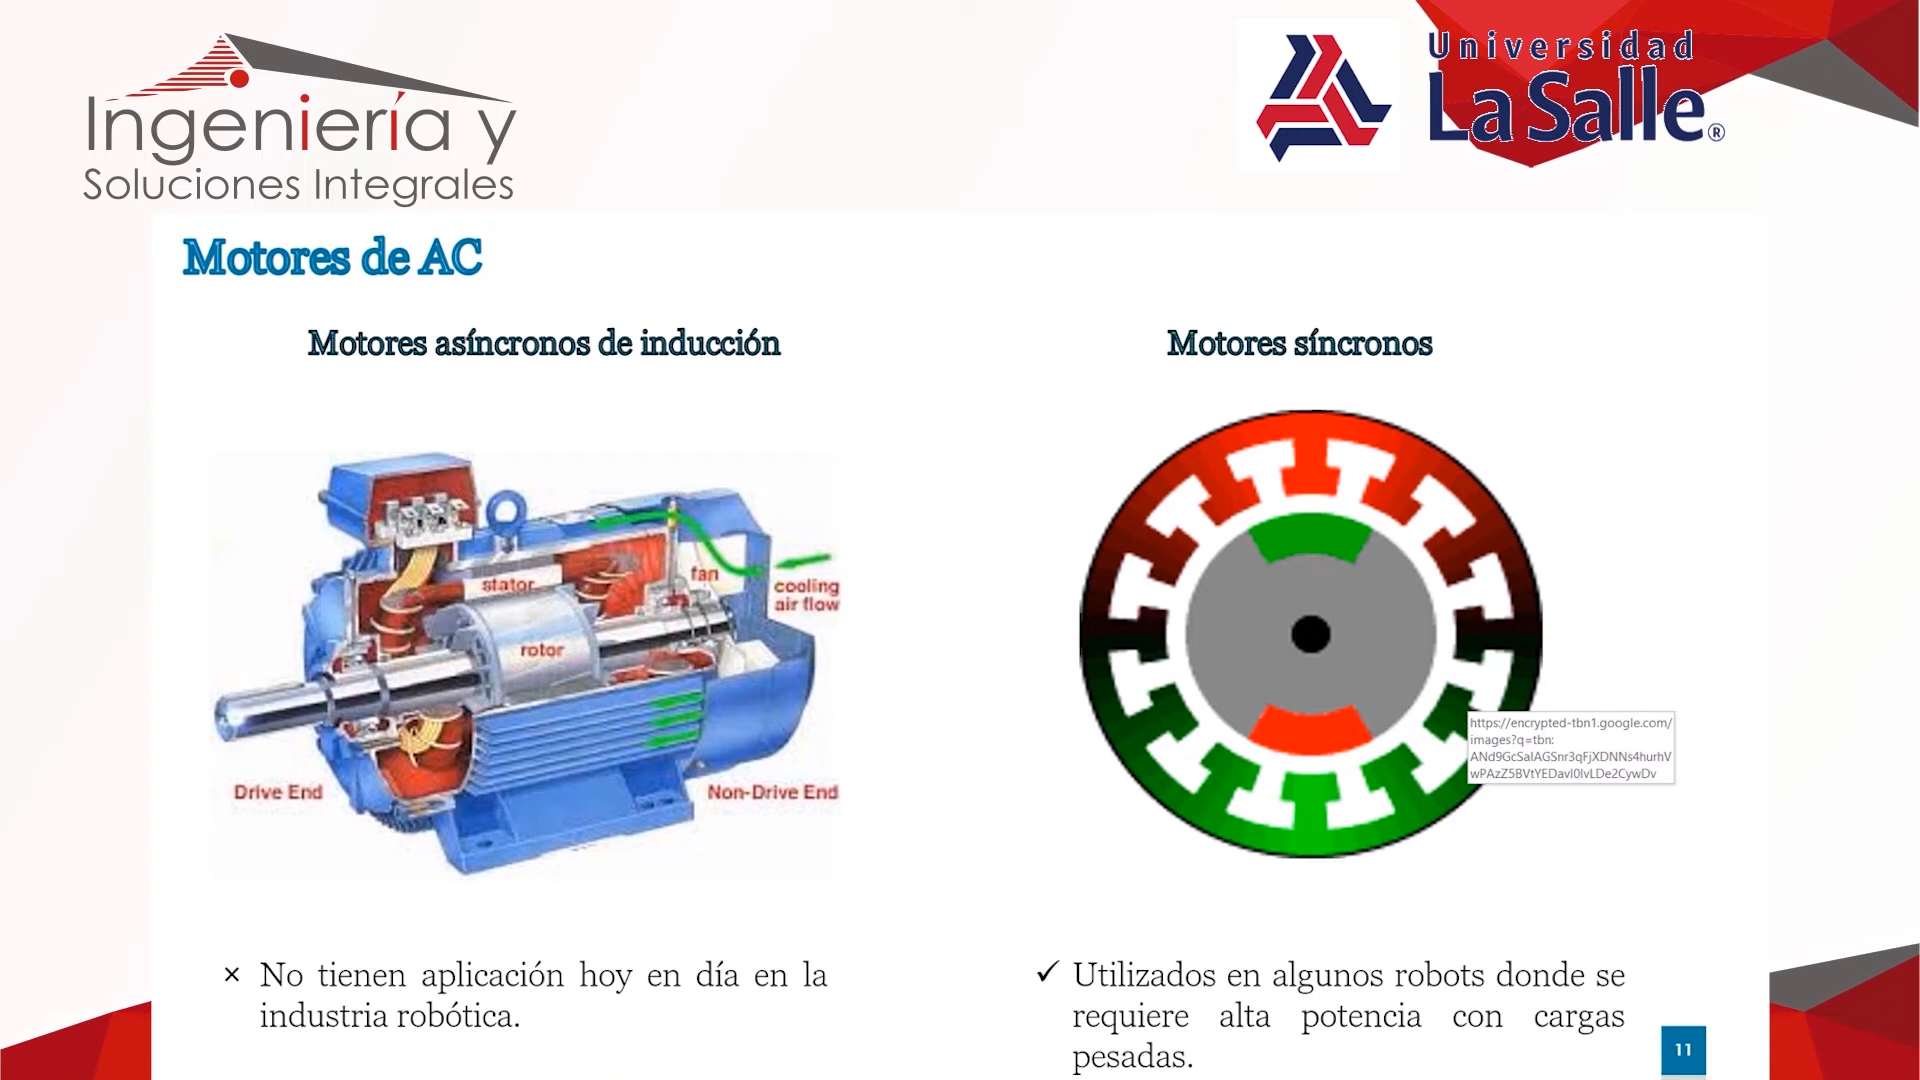 Ingeniería y
Soluciones Integrales
Universidad
La Salle®
Motores de AC
Motores asíncronos de inducción
Motores síncronos
stator
fan
cooling
air flow
rotor
Drive End
Non-Drive End
https://encrypted-tbn1.google.com/
images?q=tbn:
ANd9GcSalAGSnr3qFjXDNNs4hurhV
wPAzZ5BVtYEDavl0lvLDe2CywDv
× No tienen aplicación hoy en día en la
industria robótica.
✓ Utilizados en algunos robots donde se
requiere alta potencia con cargas
pesadas.
11